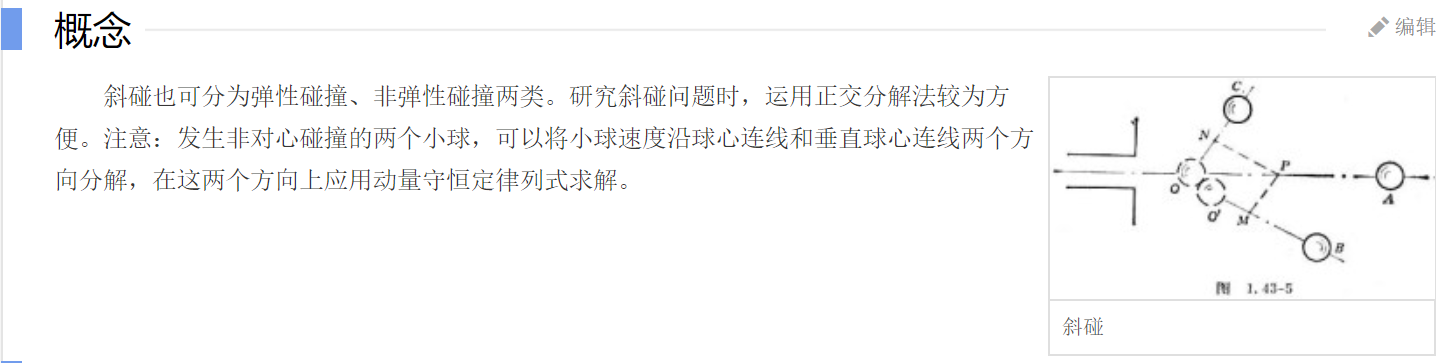 概念
编辑
斜碰也可分为弹性碰撞、非弹性碰撞两类。研究斜碰问题时，运用正交分解法较为方
便。注意：发生非对心碰撞的两个小球，可以将小球速度沿球心连线和垂直球心连线两个方
向分解，在这两个方向上应用动量守恒定律列式求解。
C
N
P
O
A
O'
M
B
图 1.43-5
斜碰